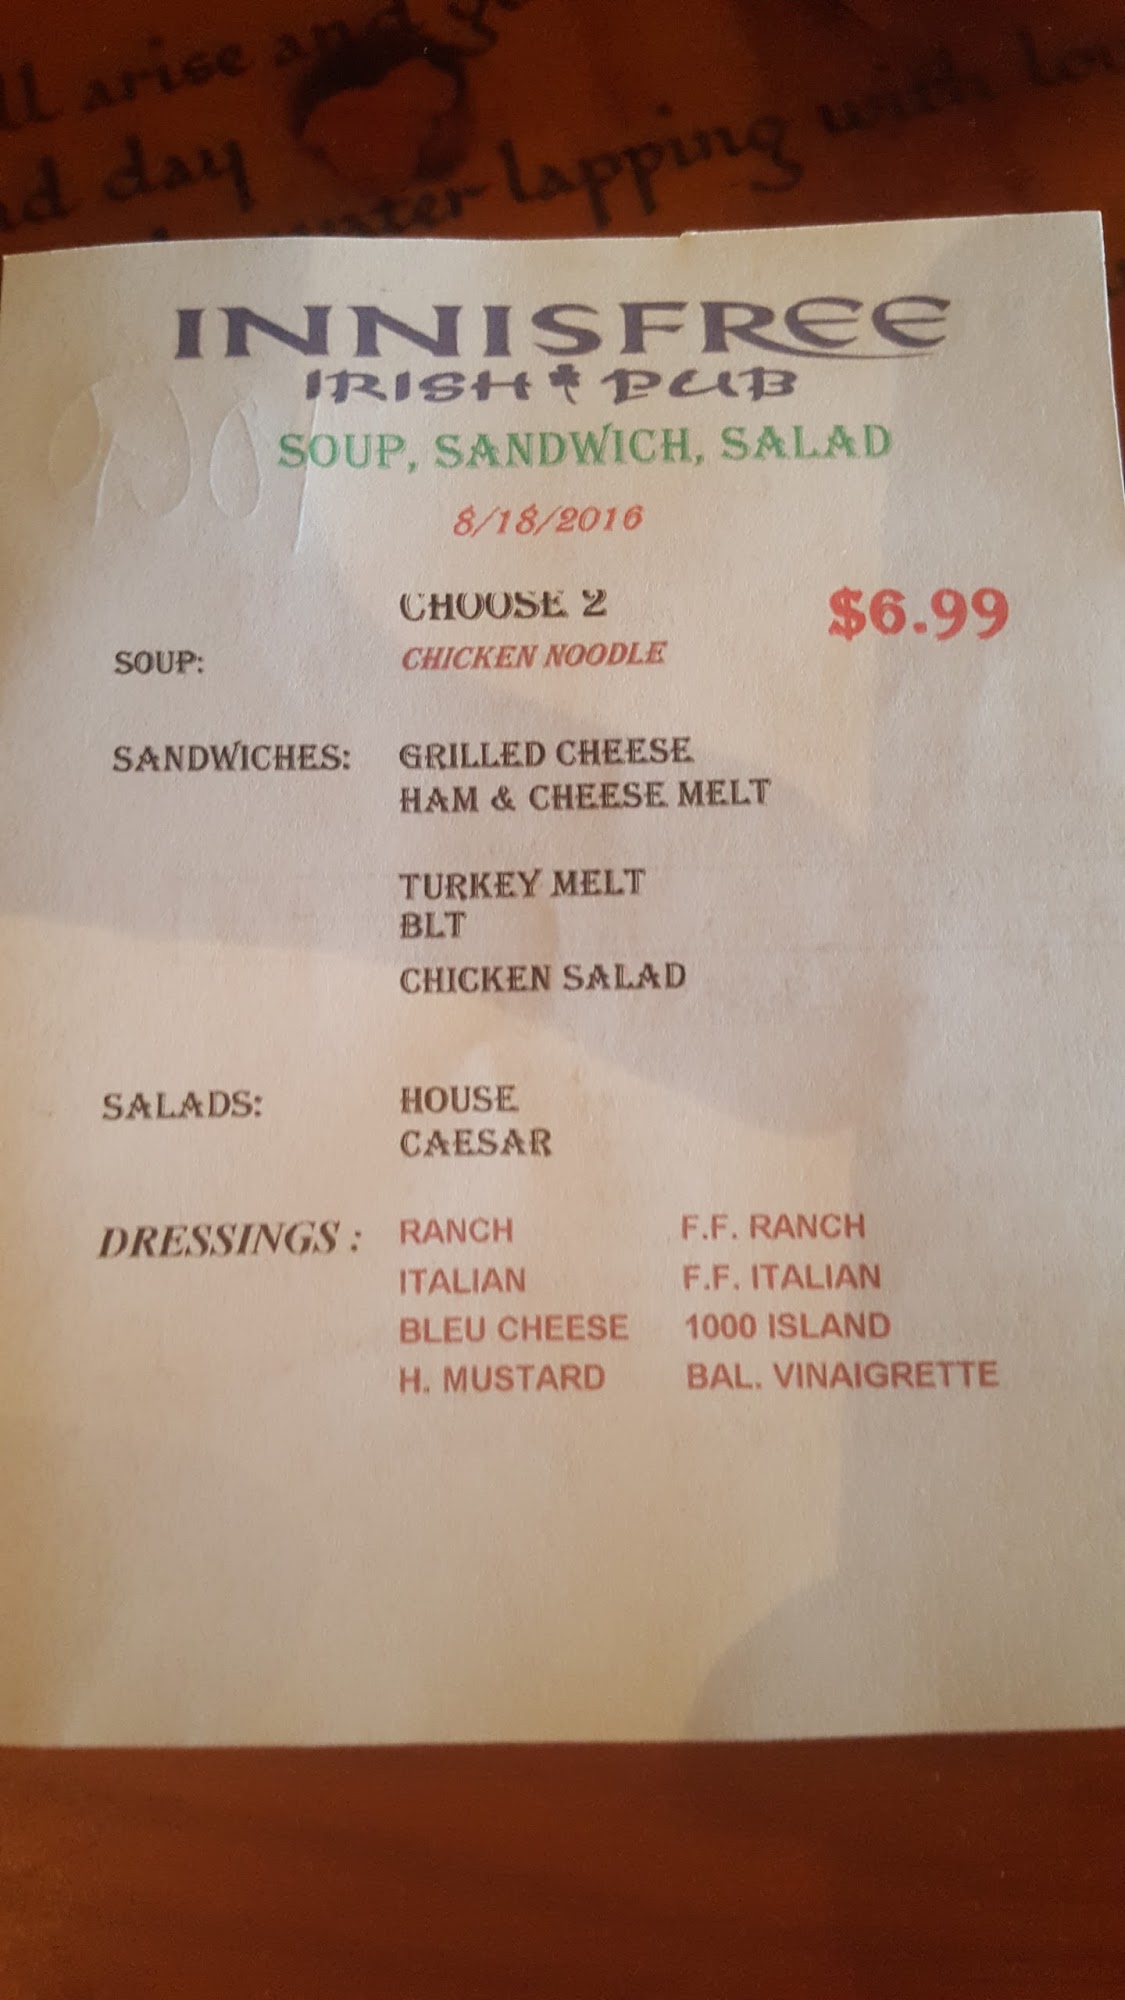 ll arise and
d day
water lapping with
INNISFREE
IRISH PUB
SOUP, SANDWICH, SALAD
8/18/2016
CHOOSE 2 $6.99
SOUP: CHICKEN NOODLE
SANDWICHES: GRILLED CHEESE
HAM & CHEESE MELT
TURKEY MELT
BLT
CHICKEN SALAD
SALADS: HOUSE
CAESAR
DRESSINGS : RANCH F.F. RANCH
ITALIAN F.F. ITALIAN
BLEU CHEESE 1000 ISLAND
H. MUSTARD BAL. VINAIGRETTE